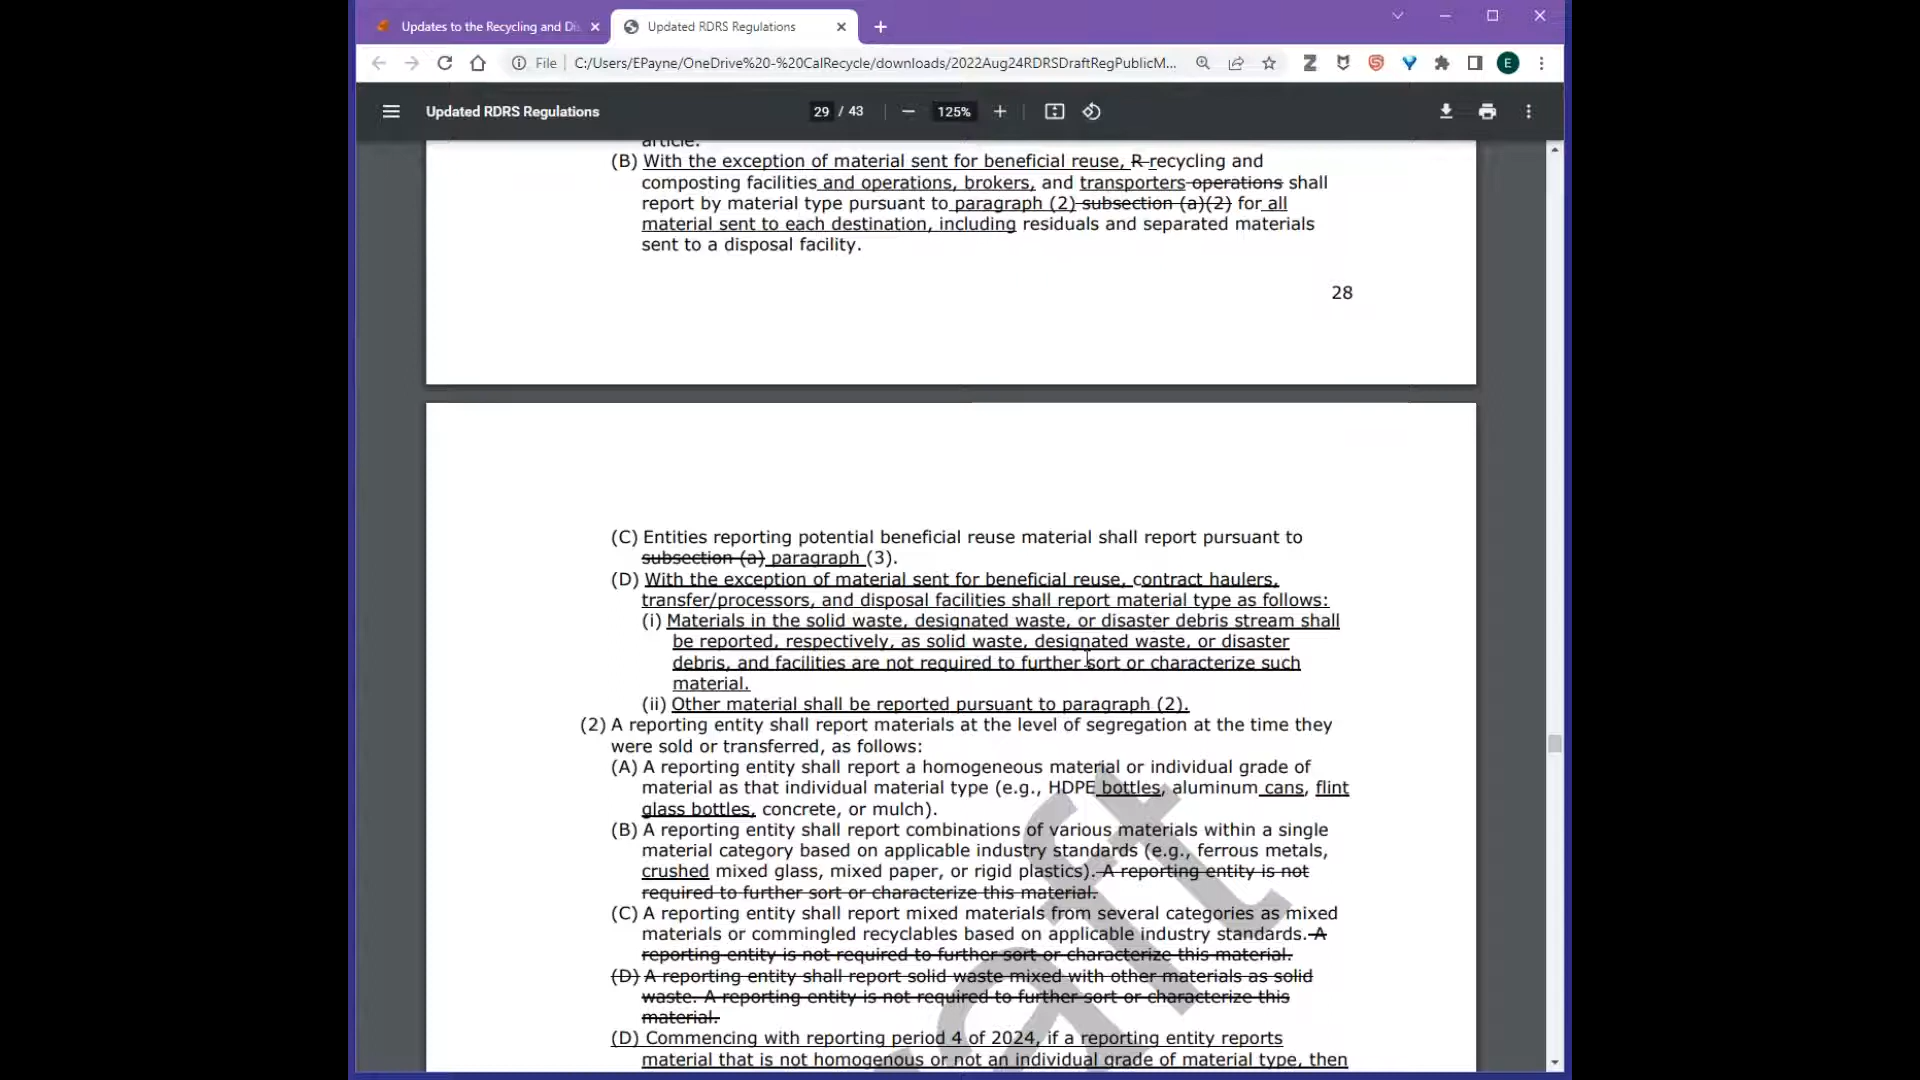 Updates to the Recycling and Di
Updated RDRS Regulations
File
C:/Users/EPayne/OneDrive%20-%20CalRecycle/downloads/2022Aug24RDRSDraftRegPublicM...
E
Updated RDRS Regulations
29 / 43
125%
article.
(B) With the exception of material sent for beneficial reuse, R recycling and
composting facilities and operations, brokers, and transporters operations shall
report by material type pursuant to paragraph (2) subsection (a)(2) for all
material sent to each destination, including residuals and separated materials
sent to a disposal facility.
28
(C) Entities reporting potential beneficial reuse material shall report pursuant to
subsection (a) paragraph (3).
(D) With the exception of material sent for beneficial reuse, contract haulers,
transfer/processors, and disposal facilities shall report material type as follows:
(i) Materials in the solid waste, designated waste, or disaster debris stream shall
be reported, respectively, as solid waste, designated waste, or disaster
debris, and facilities are not required to further sort or characterize such
material.
(ii) Other material shall be reported pursuant to paragraph (2).
(2) A reporting entity shall report materials at the level of segregation at the time they
were sold or transferred, as follows:
(A) A reporting entity shall report a homogeneous material or individual grade of
material as that individual material type (e.g., HDPE bottles, aluminum cans, flint
glass bottles, concrete, or mulch).
(B) A reporting entity shall report combinations of various materials within a single
material category based on applicable industry standards (e.g., ferrous metals,
crushed mixed glass, mixed paper, or rigid plastics). A reporting entity is not
required to further sort or characterize this material.
(C) A reporting entity shall report mixed materials from several categories as mixed
materials or commingled recyclables based on applicable industry standards. A
reporting entity is not required to further sort or characterize this material.
(D) A reporting entity shall report solid waste mixed with other materials as solid
waste. A reporting entity is not required to further sort or characterize this
material.
(D) Commencing with reporting period 4 of 2024, if a reporting entity reports
material that is not homogenous or not an individual grade of material type, then